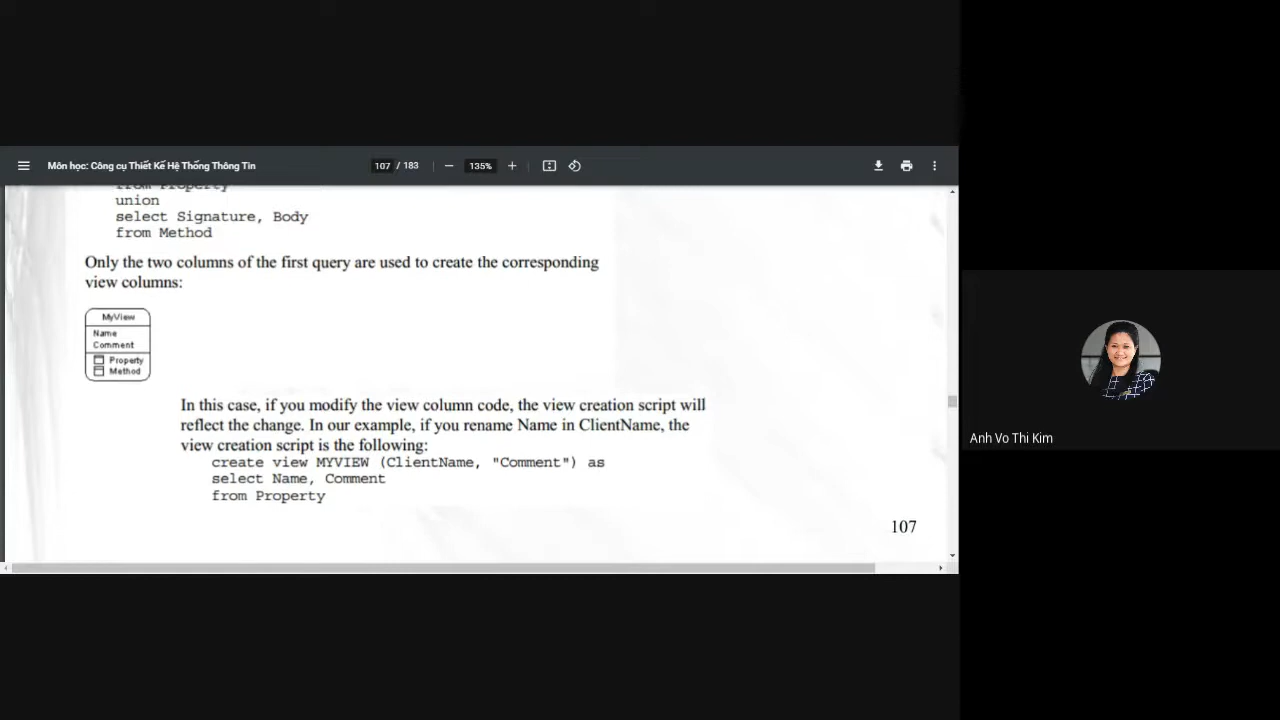 Môn học: Công cụ Thiết Kế Hệ Thống Thông Tin
107 / 183
135%
from Property
union
select Signature, Body
from Method
Only the two columns of the first query are used to create the corresponding
view columns:
MyView
Name
Comment
Property
Method
In this case, if you modify the view column code, the view creation script will
reflect the change. In our example, if you rename Name in ClientName, the
view creation script is the following:
create view MYVIEW (ClientName, "Comment") as
select Name, Comment
from Property
107
Anh Vo Thi Kim